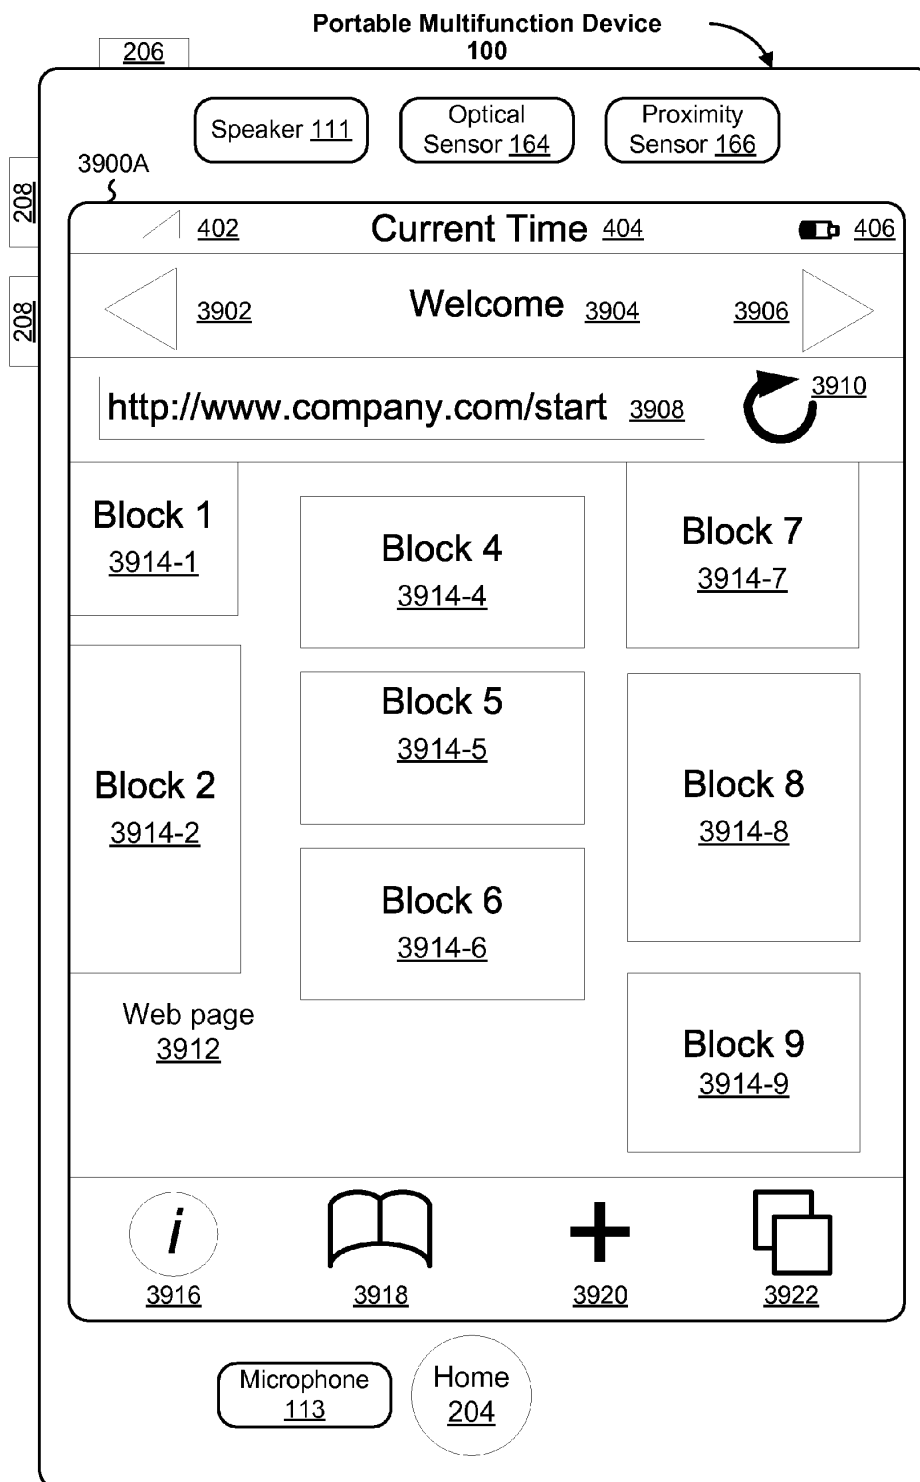 Portable Multifunction Device
100
206
Speaker 111
Optical
Sensor 164
Proximity
Sensor 166
3900A
208
208
402
Current Time 404
406
3902
Welcome 3904
3906
http://www.company.com/start 3908
3910
Block 1
3914-1
Block 4
3914-4
Block 7
3914-7
Block 2
3914-2
Block 5
3914-5
Block 8
3914-8
Block 6
3914-6
Web page
3912
Block 9
3914-9
i
3916
3918
3920
3922
Microphone
113
Home
204